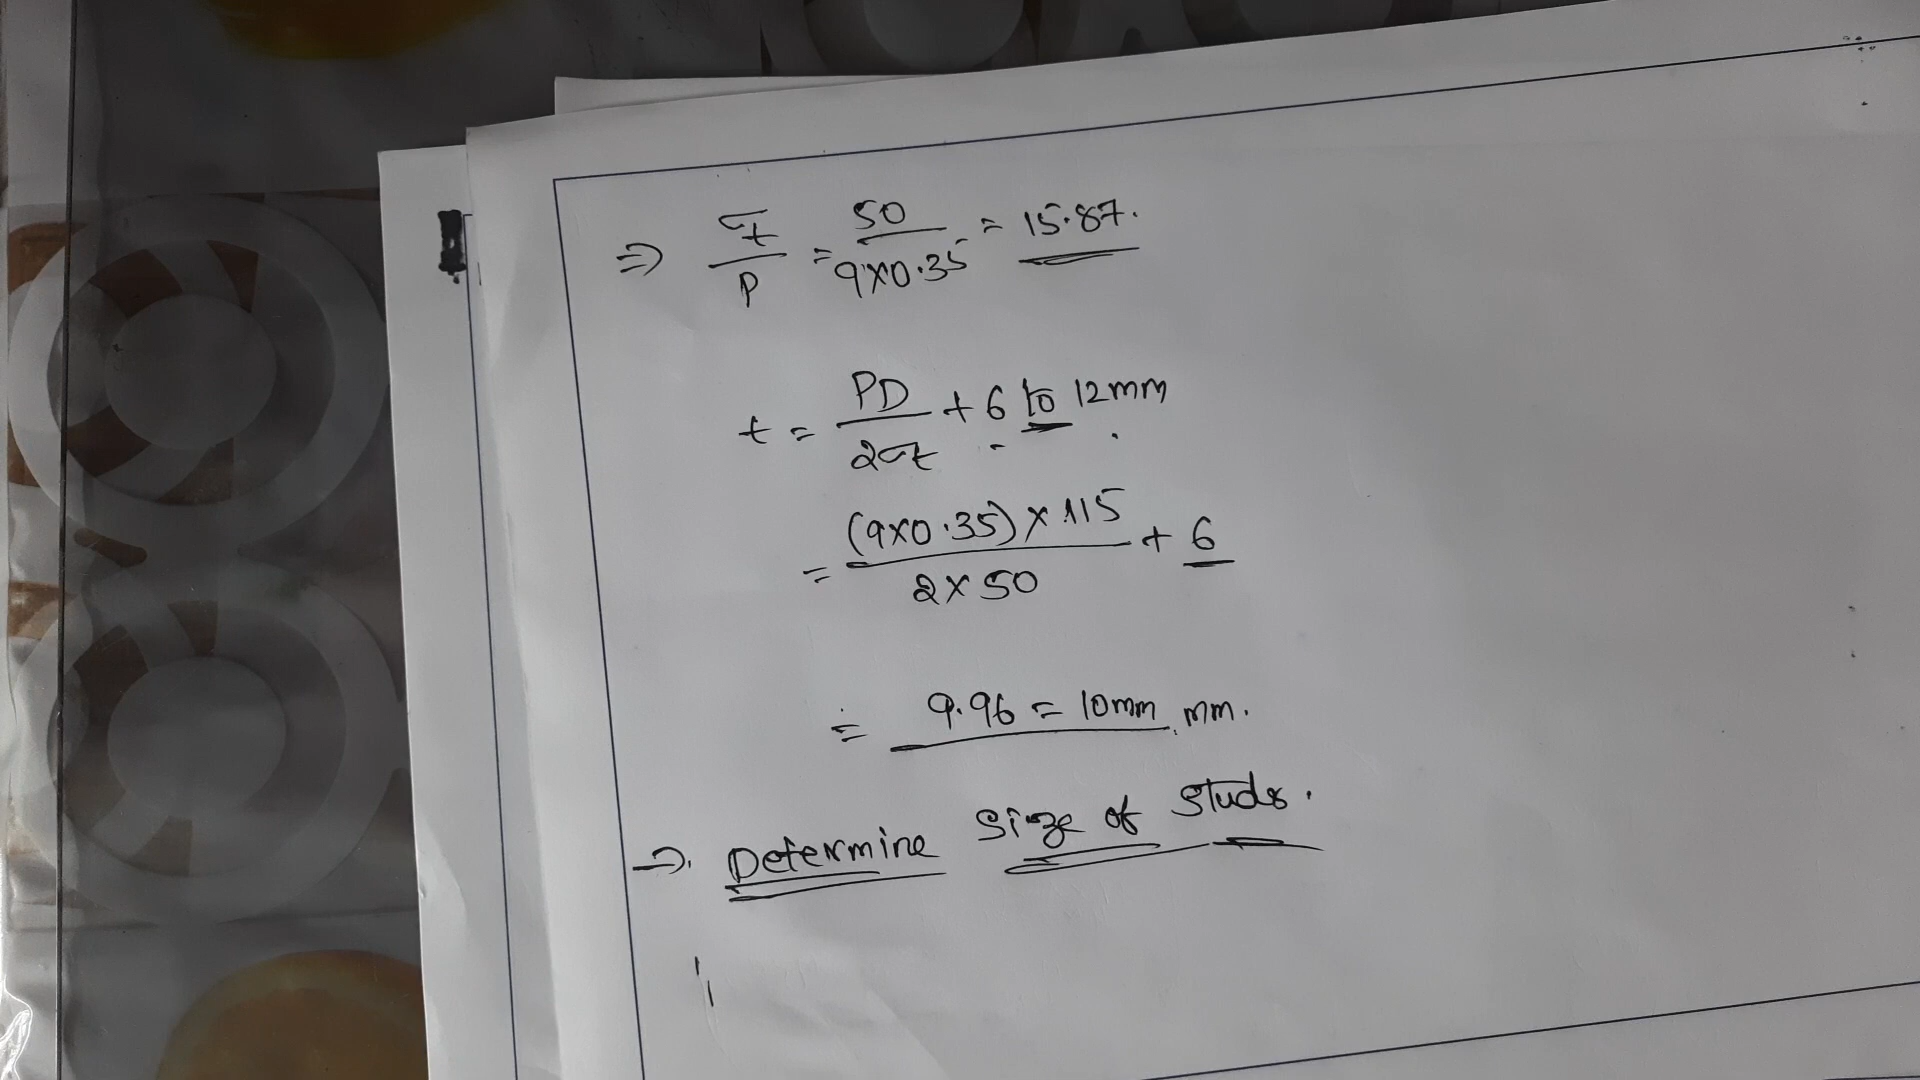 ⇒ σt/P = 50/(9×0.35) = 15.87.
t = PD/2σt + 6 to 12mm
= (9×0.35)×115/(2×50) + 6
= 9.96 = 10mm mm.
→. Determine Size of Studs.